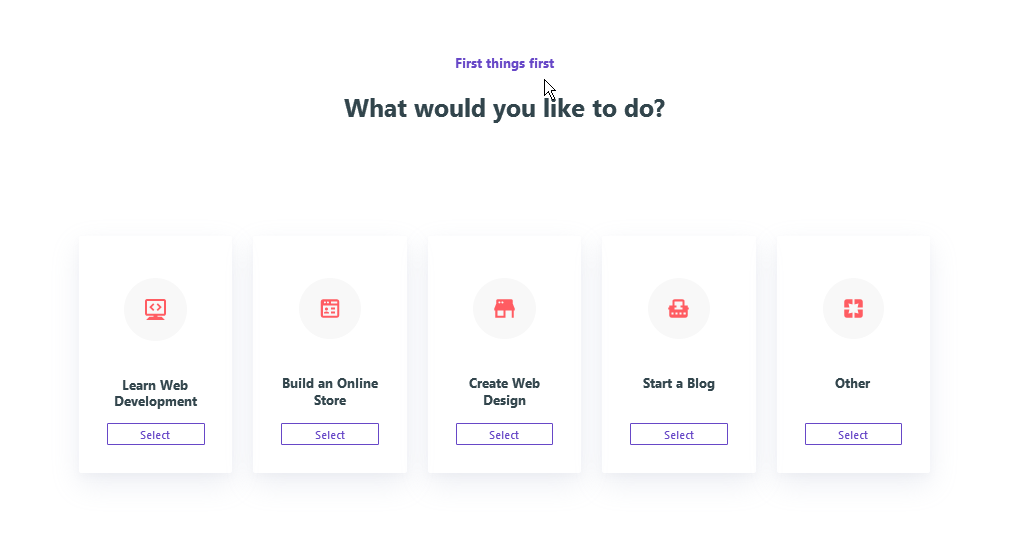 First things first
What would you like to do?
Learn Web
Development
Select
Build an Online
Store
Select
Create Web
Design
Select
Start a Blog
Select
Other
Select